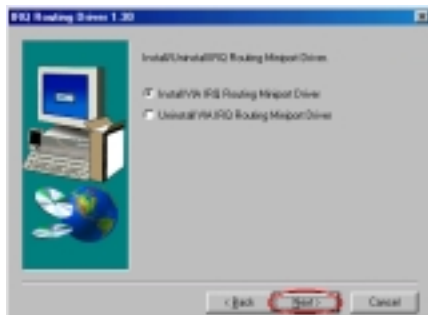 IRQ Routing Driver 1.30
Install/Uninstall IRQ Routing Miniport Driver.
Install VIA IRQ Routing Miniport Driver
Uninstall VIA IRQ Routing Miniport Driver
< Back
Next >
Cancel